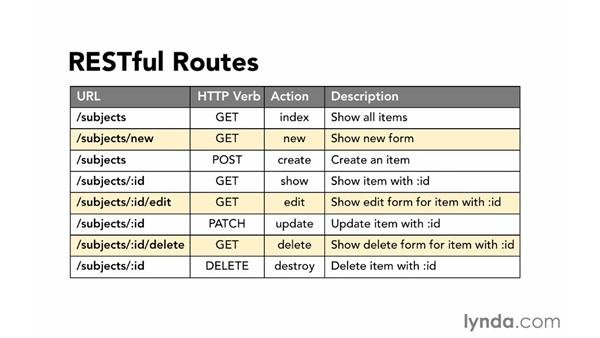 RESTful Routes
URL HTTP Verb Action Description
/subjects GET index Show all items
/subjects/new GET new Show new form
/subjects POST create Create an item
/subjects/:id GET show Show item with :id
/subjects/:id/edit GET edit Show edit form for item with :id
/subjects/:id PATCH update Update item with :id
/subjects/:id/delete GET delete Show delete form for item with :id
/subjects/:id DELETE destroy Delete item with :id
lynda.com